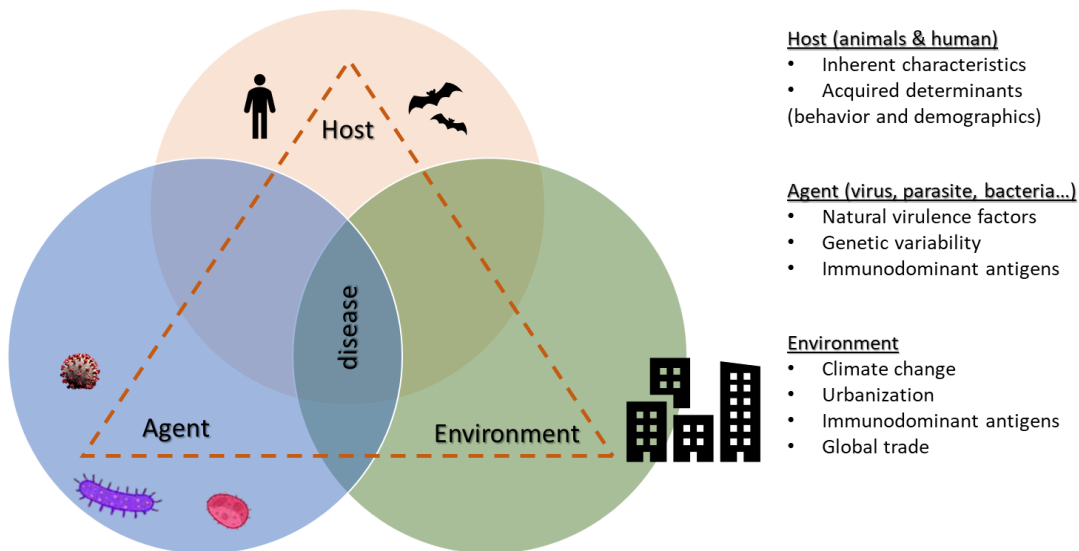 Host
disease
Agent
Environment
Host (animals & human)
• Inherent characteristics
• Acquired determinants
(behavior and demographics)
Agent (virus, parasite, bacteria...)
• Natural virulence factors
• Genetic variability
• Immunodominant antigens
Environment
• Climate change
• Urbanization
• Immunodominant antigens
• Global trade